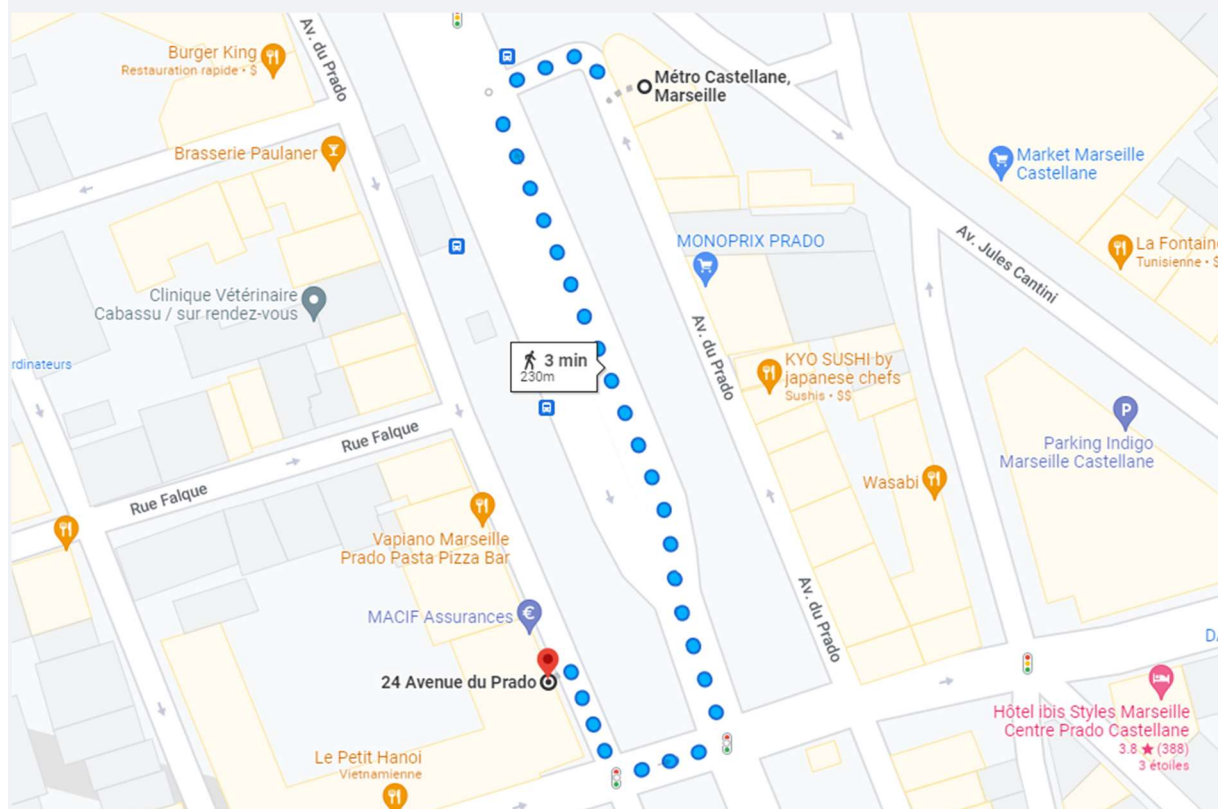 Burger King
Restauration rapide • $
Av. du Prado
Métro Castellane,
Marseille
Brasserie Paulaner
Market Marseille
Castellane
MONOPRIX PRADO
Av. Jules Cantini
La Fontaine
Tunisienne • $
Clinique Vétérinaire
Cabassu / sur rendez-vous
rdinateurs
3 min
230m
Av. du Prado
KYO SUSHI by
japanese chefs
Sushis • $$
P
Parking Indigo
Marseille Castellane
Rue Falque
Rue Falque
Wasabi
Vapiano Marseille
Prado Pasta Pizza Bar
MACIF Assurances
€
Av. du Prado
D
24 Avenue du Prado
Hôtel ibis Styles Marseille
Centre Prado Castellane
3.8 ★ (388)
3 étoiles
Le Petit Hanoi
Vietnamienne